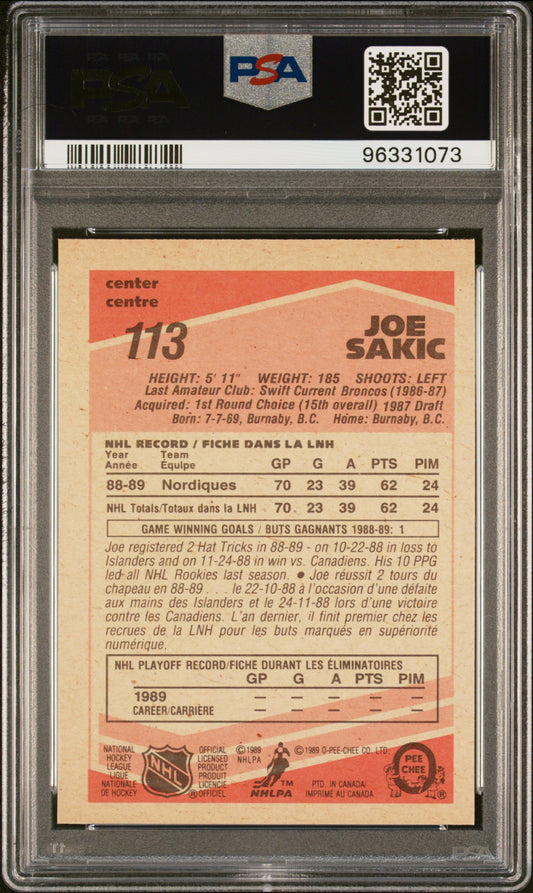 PSA
PSA
96331073
center
centre
113
JOE
SAKIC
HEIGHT: 5' 11" WEIGHT: 185 SHOOTS: LEFT
Last Amateur Club: Swift Current Broncos (1986-87)
Acquired: 1st Round Choice (15th overall) 1987 Draft
Born: 7-7-69, Burnaby, B.C. Home: Burnaby, B.C.
NHL RECORD / FICHE DANS LA LNH
Year Team
Année Équipe GP G A PTS PIM
88-89 Nordiques 70 23 39 62 24
NHL Totals/Totaux dans la LNH 70 23 39 62 24
GAME WINNING GOALS / BUTS GAGNANTS 1988-89: 1
Joe registered 2 Hat Tricks in 88-89 - on 10-22-88 in loss to
Islanders and on 11-24-88 in win vs. Canadiens. His 10 PPG
led all NHL Rookies last season. ● Joe réussit 2 tours du
chapeau en 88-89 . . . le 22-10-88 à l'occasion d'une défaite
aux mains des Islanders et le 24-11-88 lors d'une victoire
contre les Canadiens. L'an dernier, il finit premier chez les
recrues de la LNH pour les buts marqués en supériorité
numérique.
NHL PLAYOFF RECORD/FICHE DURANT LES ÉLIMINATOIRES
GP G A PTS PIM
1989 — — — — —
CAREER/CARRIÈRE — — — — —
NATIONAL
HOCKEY
LEAGUE
LIGUE
NATIONALE
DE HOCKEY
NHL
®
OFFICIAL
LICENSED
PRODUCT
PRODUIT
LICENCIÉ
OFFICIEL
©1989
NHLPA
TM
NHLPA
©1989 O-PEE-CHEE CO. LTD.
PTD. IN CANADA
IMPRIMÉ AU CANADA
O
PEE
CHEE
®
PSA